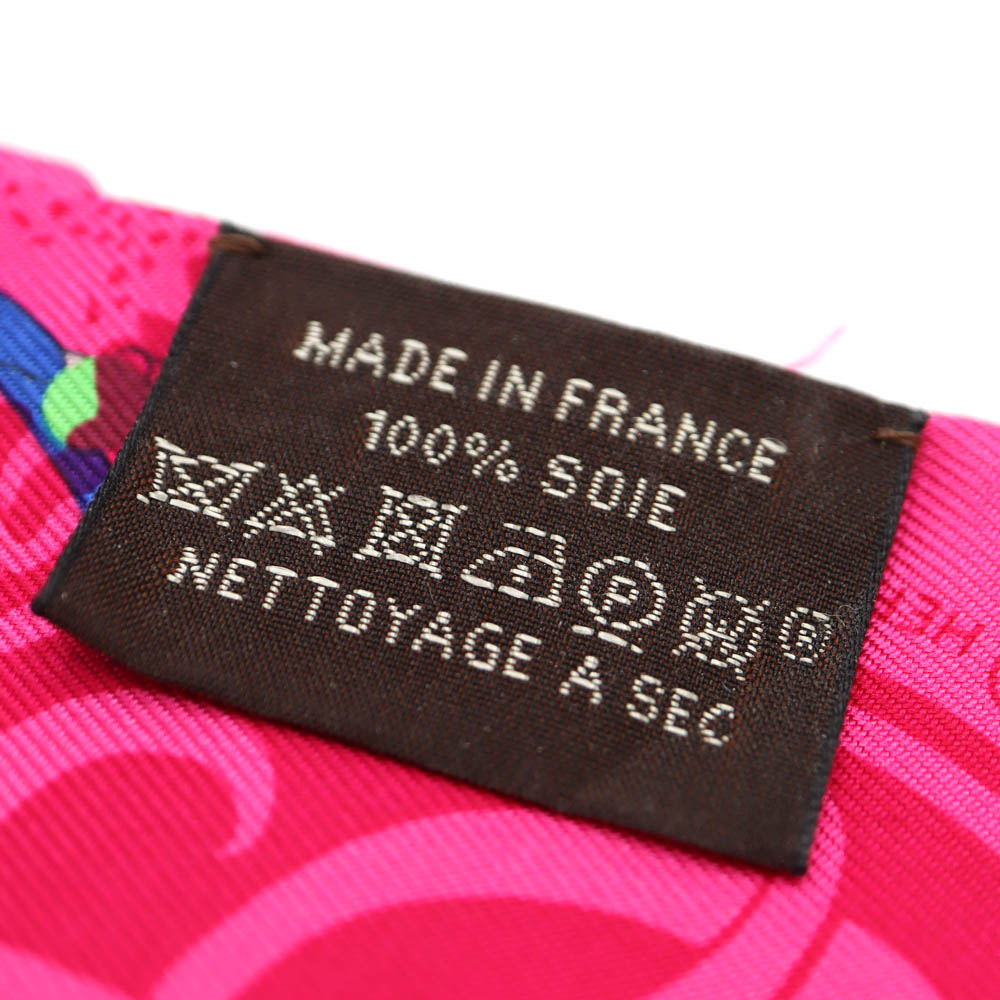 MADE IN FRANCE
100% SOIE
P W ®
NETTOYAGE A SEC